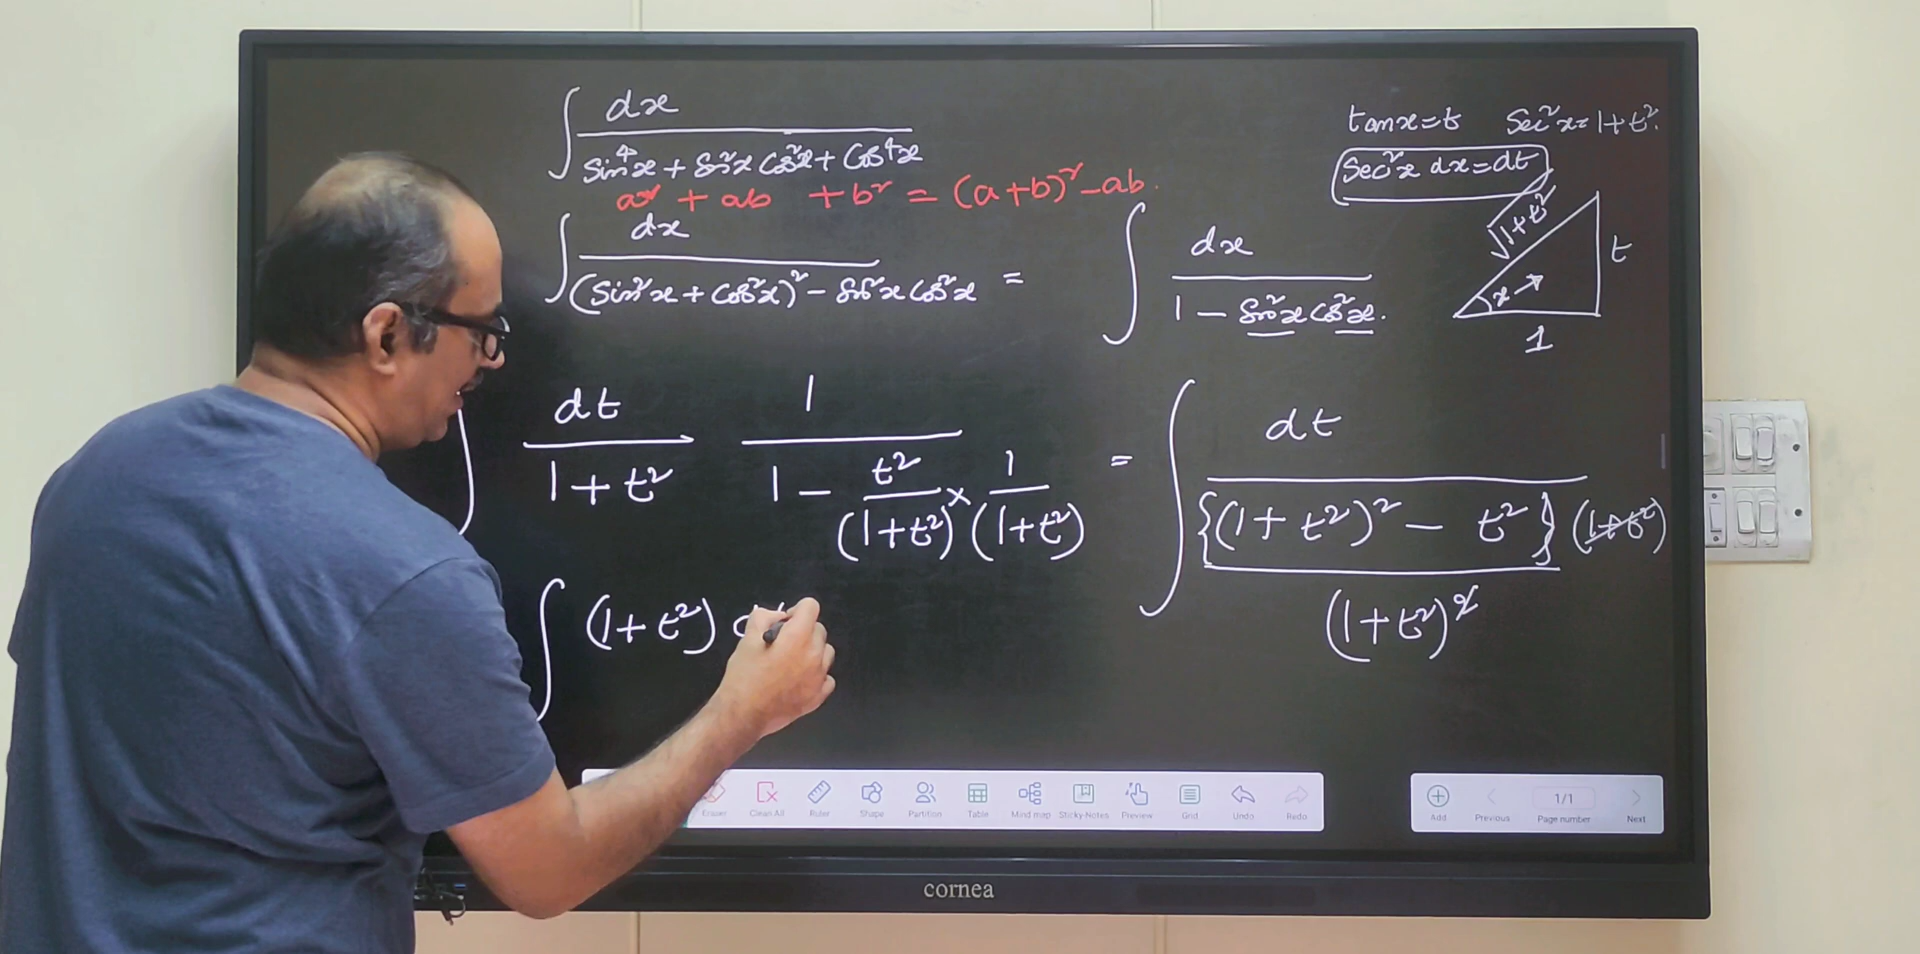 ∫ dx / (Sin⁴x + Sin²x Cos²x + Cos⁴x)
a² + ab + b² = (a+b)² - ab.
∫ dx / ((Sin²x + Cos²x)² - Sin²x Cos²x) = ∫ dx / (1 - Sin²x Cos²x).
tanx = t Sec²x = 1+t².
Sec²x dx = dt
√1+t²
t
x →
1
∫ dt / (1+t²) 1 / (1 - t²/(1+t²) × 1/(1+t²)) = ∫ dt / ({(1+t²)² - t²} (1+t²) / (1+t²)²)
∫ (1+t²) d
Eraser Clean All Ruler Shape Partition Table Mind map Sticky Notes Preview Grid Undo Redo
Add Previous 1/1 Page number Next
cornea